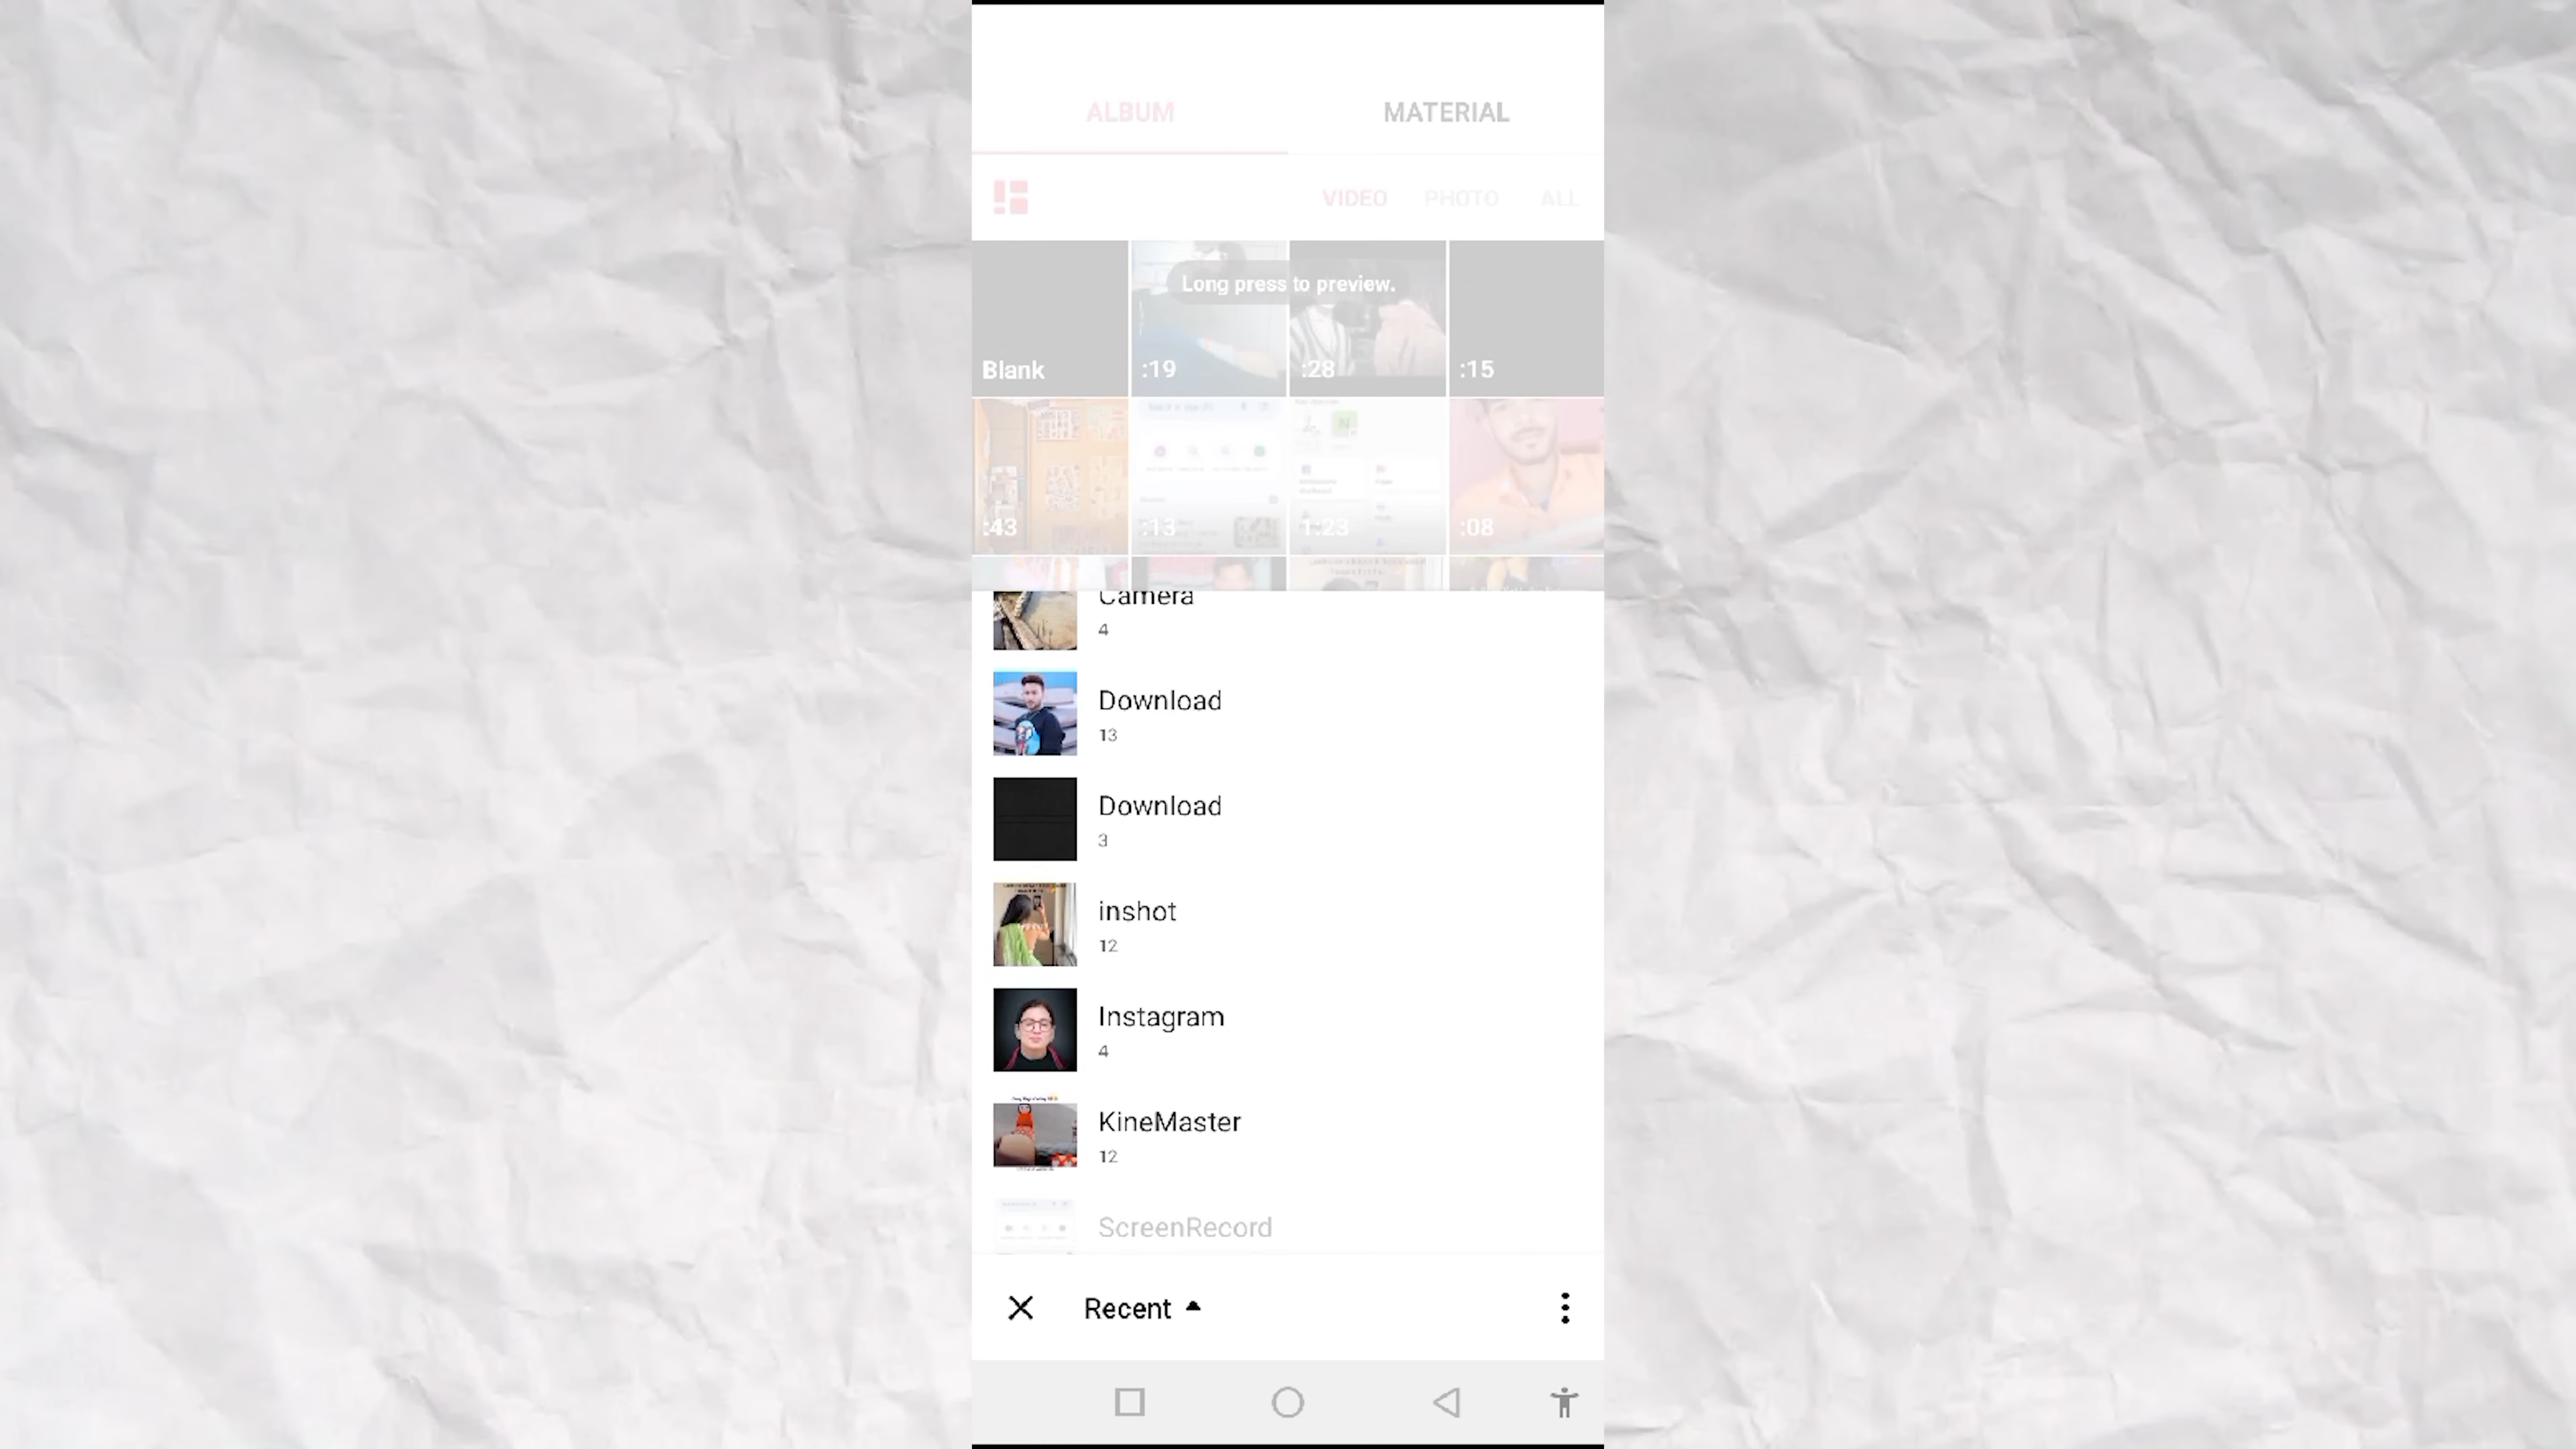 ALBUM MATERIAL
VIDEO PHOTO ALL
Long press to preview.
Blank :19 :28 :15
:43 :13 1:23 :08
Camera
4
Download
13
Download
3
inshot
12
Instagram
4
KineMaster
12
ScreenRecord
Recent